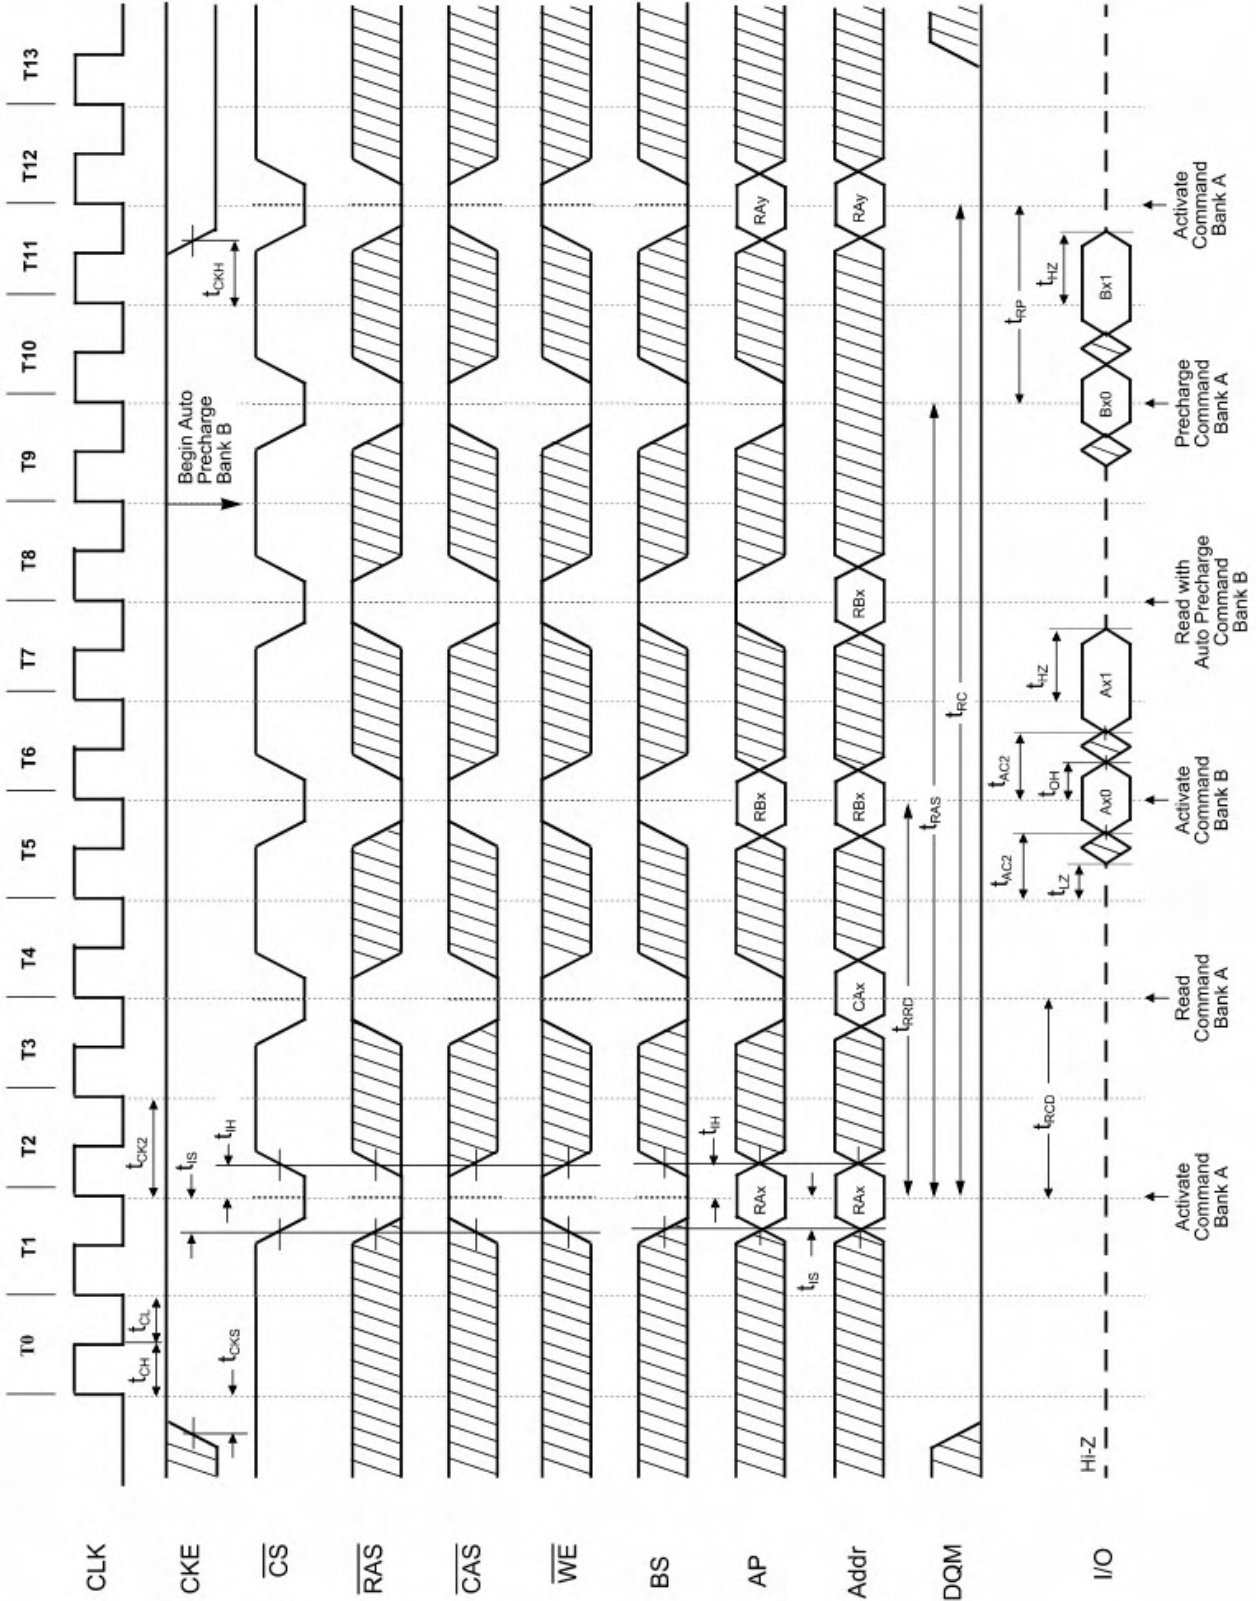 T0 T1 T2 T3 T4 T5 T6 T7 T8 T9 T10 T11 T12 T13
CLK
tCH tCL tCK2
CKE
tCKS tIS tIH
Begin Auto
Precharge
Bank B
tCKH
CS
RAS
CAS
WE
BS
tIH
AP
RAx RBx RAy
tIS
Addr
RAx CAx RBx RBx RAy
tRRD
tRAS
tRC
DQM
tRCD
tAC2 tAC2 tRP
tLZ tOH tHZ tHZ
I/O
Hi-Z Ax0 Ax1 Bx0 Bx1
Activate
Command
Bank A
Read
Command
Bank A
Activate
Command
Bank B
Read with
Auto Precharge
Command
Bank B
Precharge
Command
Bank A
Activate
Command
Bank A